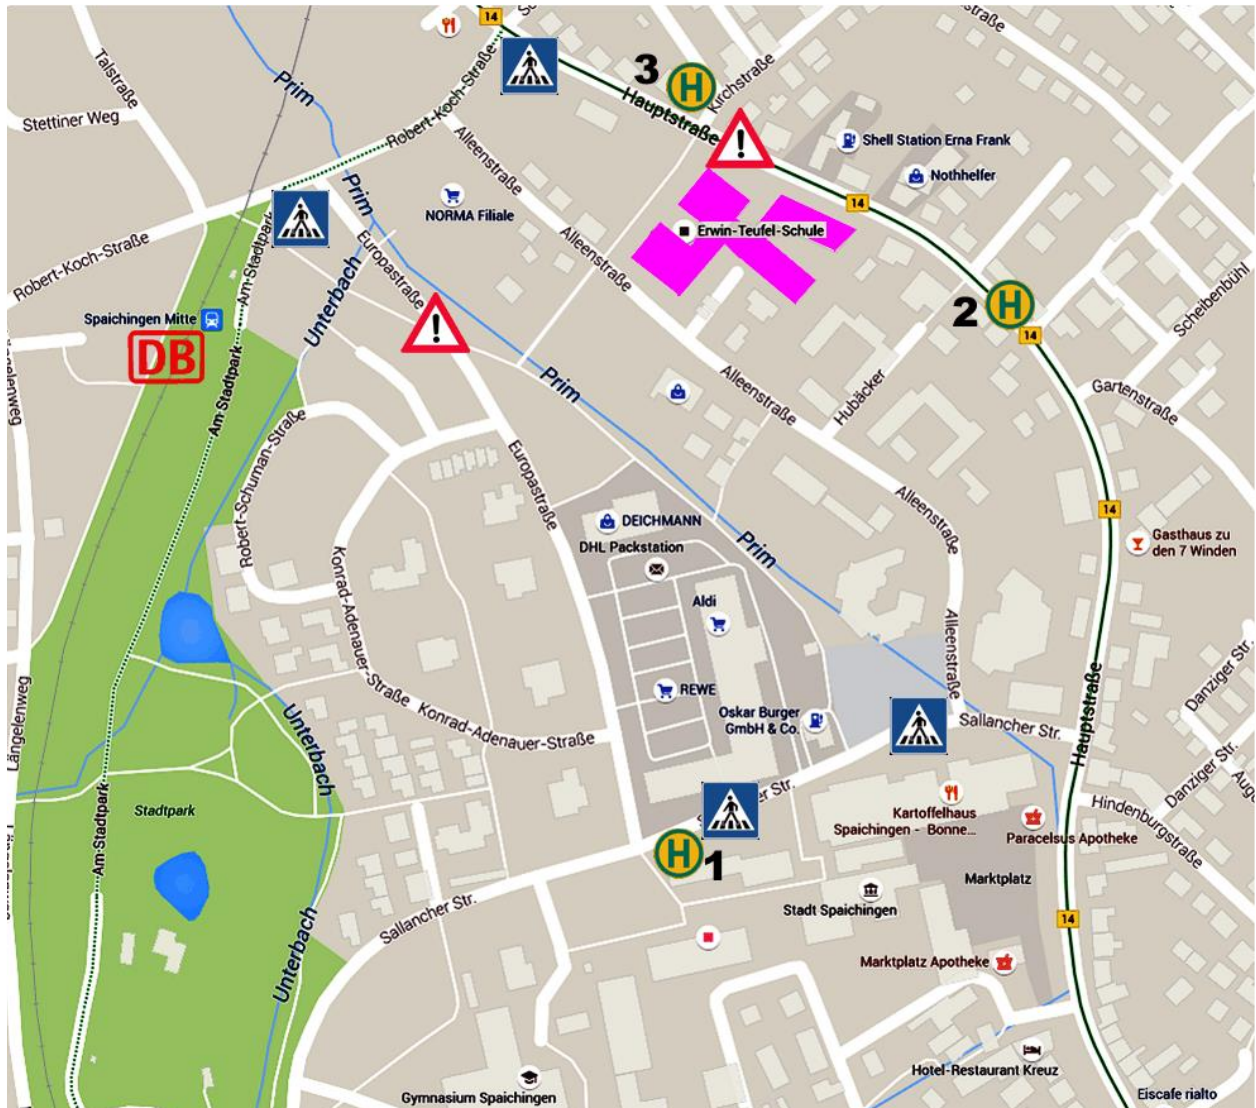 14
Talstraße
Prim
3
H
Kirchstraße
Hauptstraße
Stettiner Weg
Robert-Koch-Straße
Alleenstraße
!
Shell Station Erna Frank
Nothhelfer
Prim
NORMA Filiale
14
Erwin-Teufel-Schule
Robert-Koch-Straße
Am Stadtpark
Europastraße
Alleenstraße
Unterbach
Scheibenbühl
Spaichingen Mitte
DB
!
2
H
14
Prim
Am Stadtpark
Alleenstraße
Hubäcker
Gartenstraße
Robert-Schuman-Straße
Europastraße
Alleenstraße
14
DEICHMANN
DHL Packstation
Prim
Gasthaus zu
den 7 Winden
Konrad-Adenauer-Straße
Aldi
Alleenstraße
Danziger Str.
Längelenweg
REWE
Hauptstraße
Unterbach
Konrad-Adenauer-Straße
Oskar Burger
GmbH & Co.
Sallancher Str.
Danziger Str.
Stadtpark
Am Stadtpark
er Str.
Kartoffelhaus
Spaichingen - Bonne...
Paracelsus Apotheke
Hindenburgstraße
H
1
Marktplatz
Stadt Spaichingen
Sallancher Str.
14
Unterbach
Marktplatz Apotheke
Hotel-Restaurant Kreuz
Gymnasium Spaichingen
Eiscafe rialto